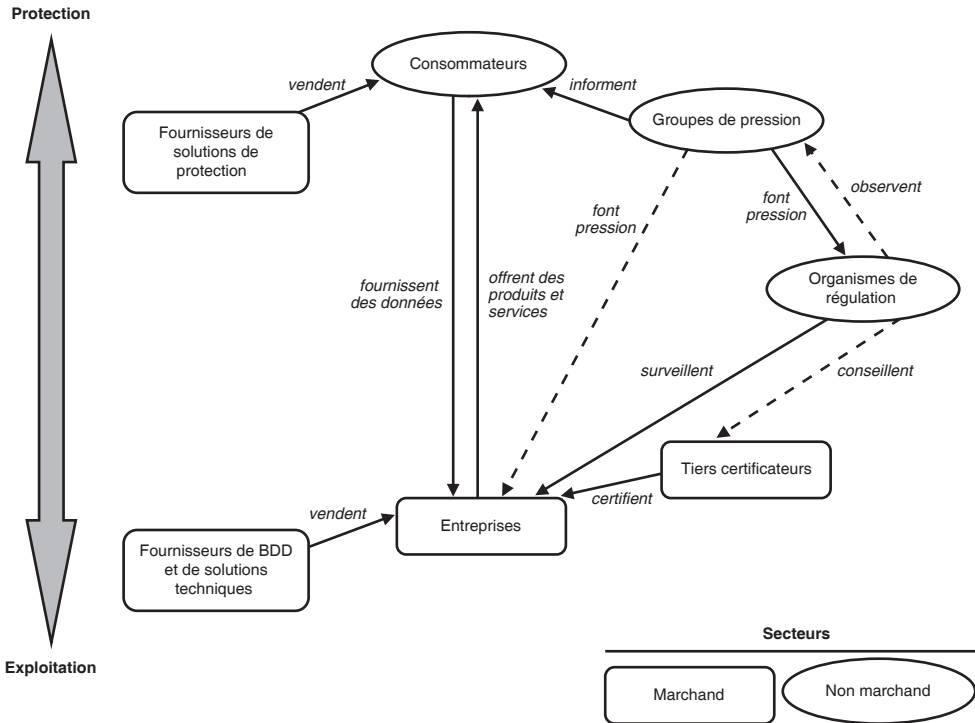 Protection
Consommateurs
vendent
informent
Fournisseurs de
solutions de
protection
Groupes de pression
observent
font
pression
font
pression
Organismes de
régulation
fournissent
des données
offrent des
produits et
services
surveillent
conseillent
Tiers certificateurs
certifient
vendent
Entreprises
Fournisseurs de BDD
et de solutions
techniques
Exploitation
Secteurs
Marchand
Non marchand